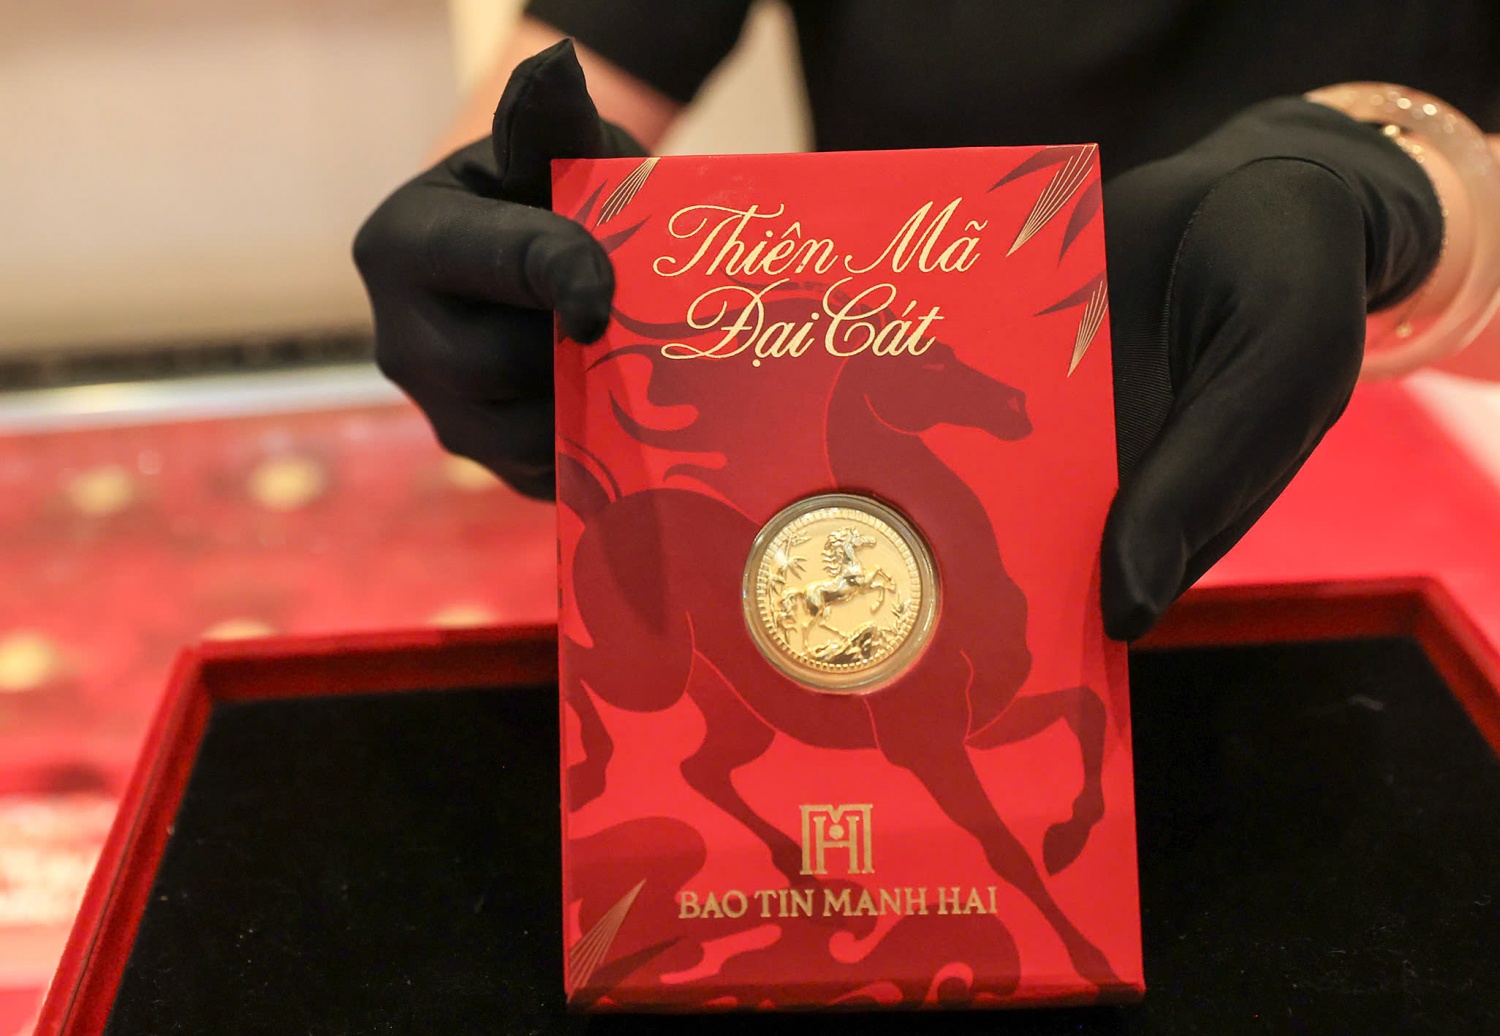 Thiên Mã
Đại Cát
BAO TIN MANH HAI